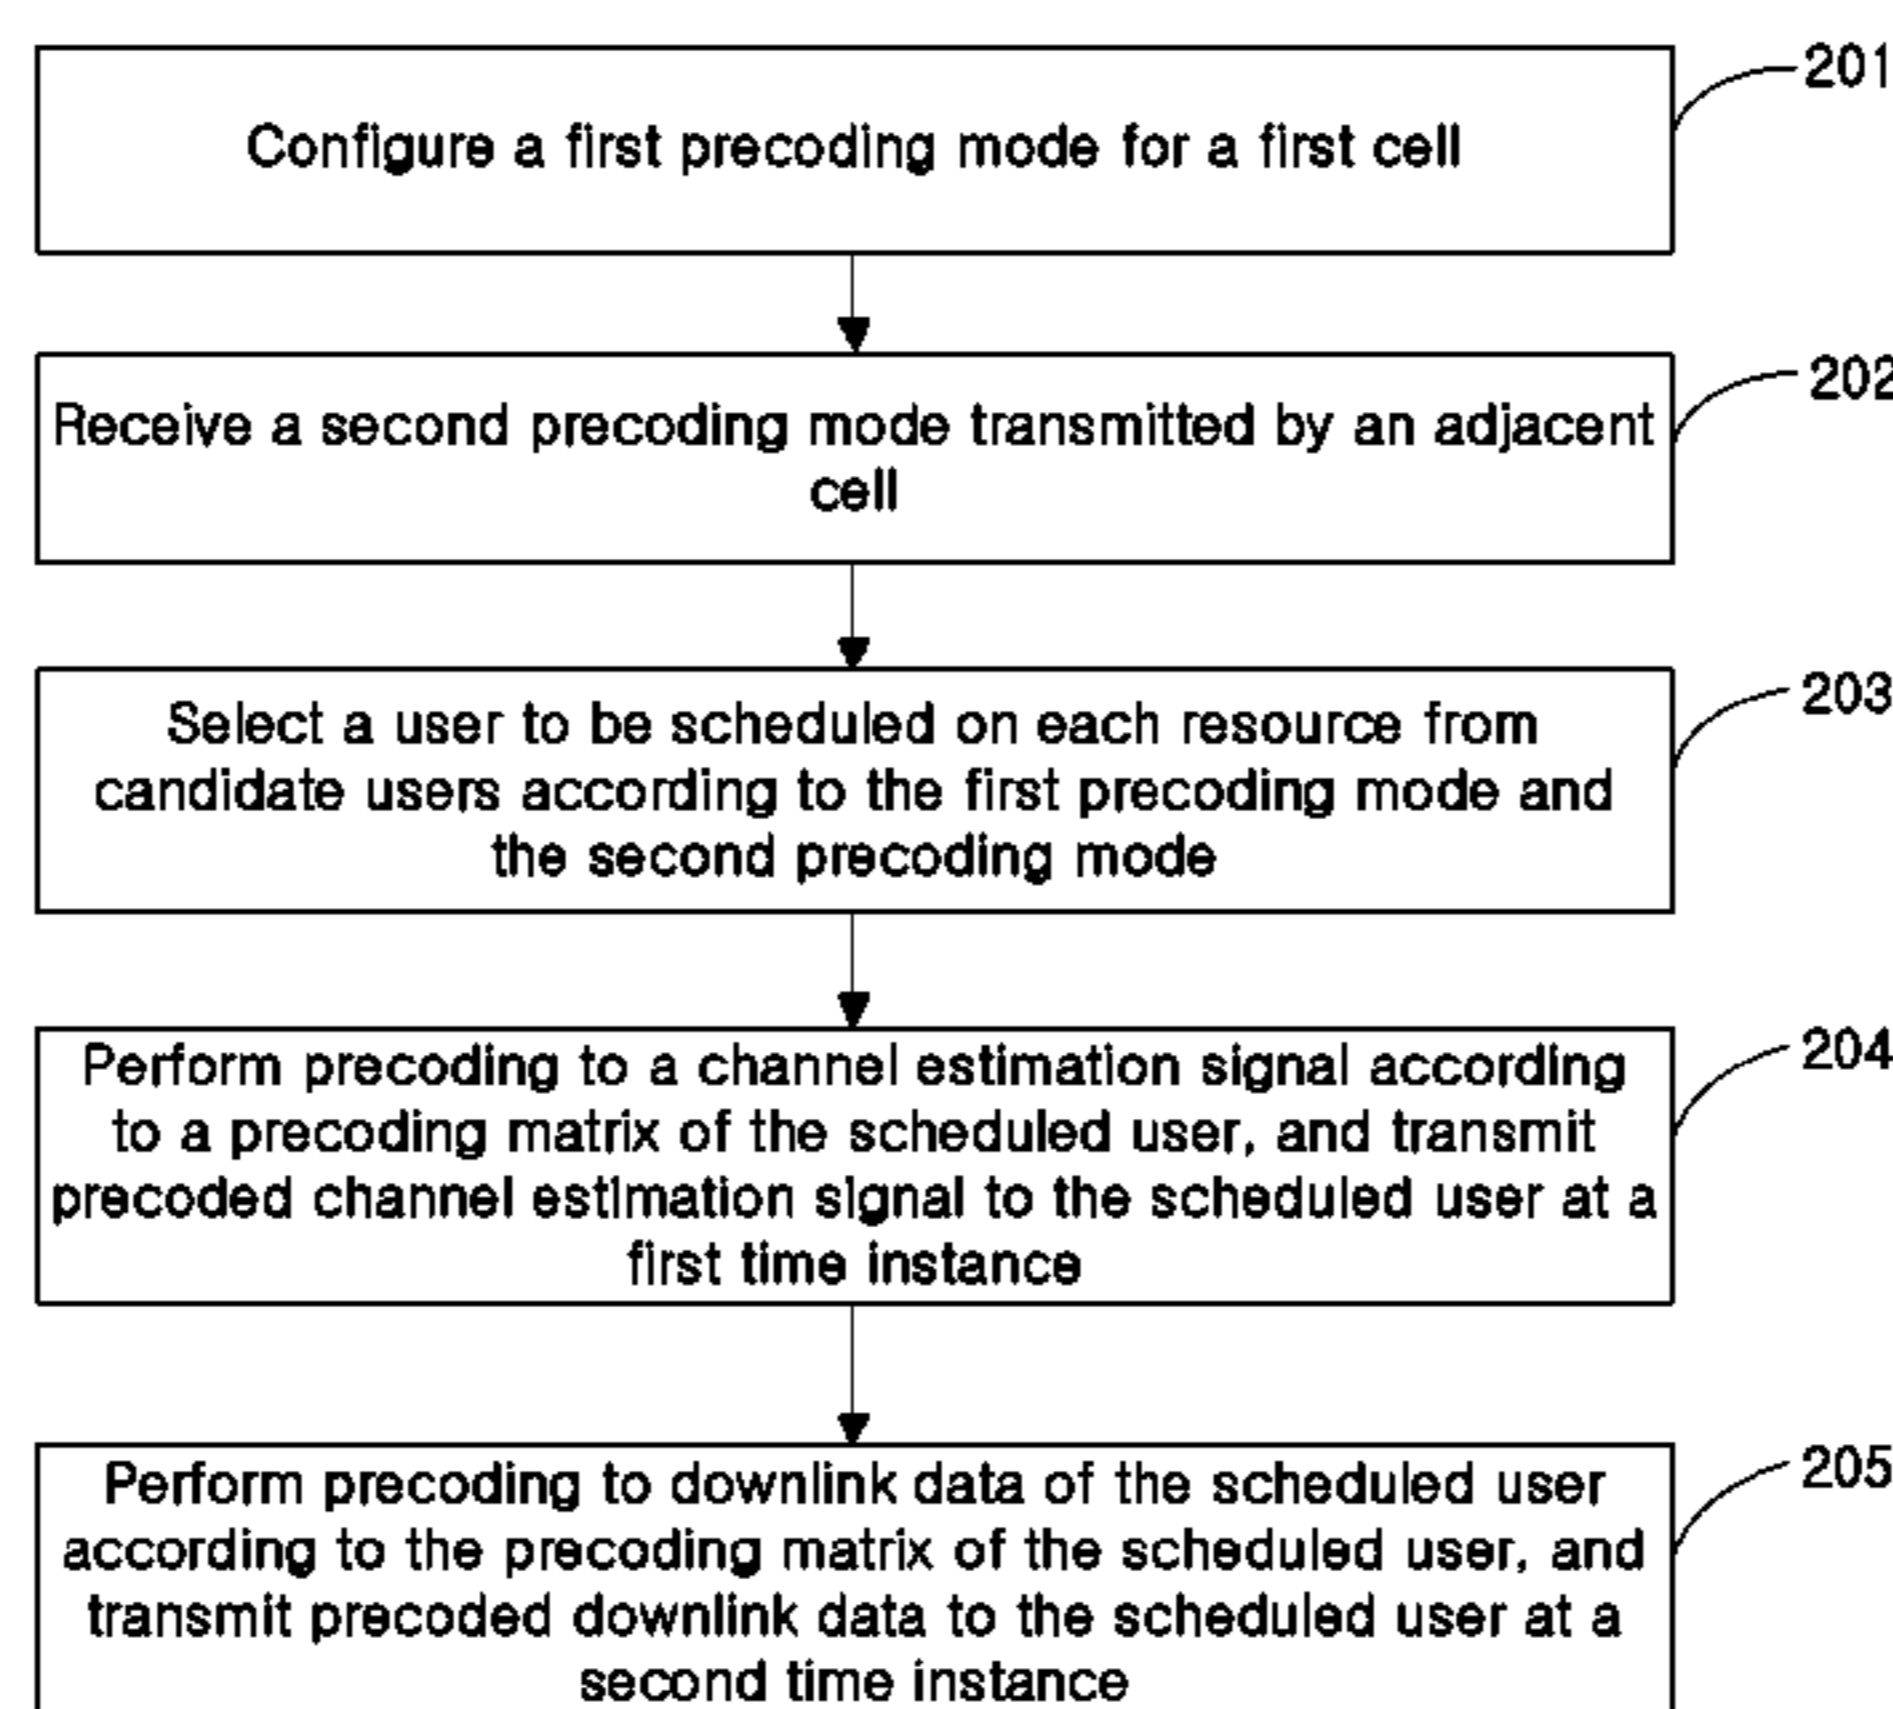 201
Configure a first precoding mode for a first cell
202
Receive a second precoding mode transmitted by an adjacent
cell
203
Select a user to be scheduled on each resource from
candidate users according to the first precoding mode and
the second precoding mode
204
Perform precoding to a channel estimation signal according
to a precoding matrix of the scheduled user, and transmit
precoded channel estimation signal to the scheduled user at a
first time instance
205
Perform precoding to downlink data of the scheduled user
according to the precoding matrix of the scheduled user, and
transmit precoded downlink data to the scheduled user at a
second time instance